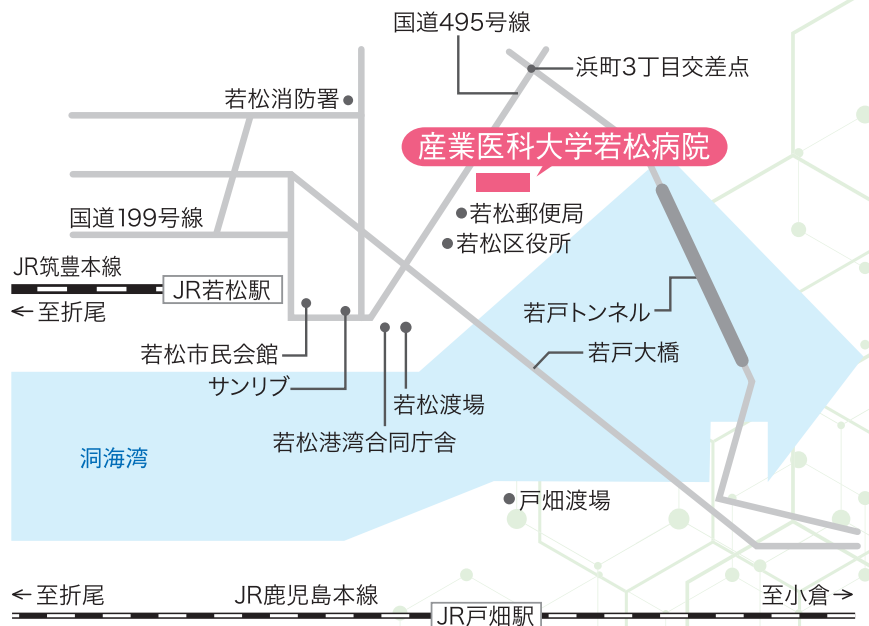 国道495号線
浜町3丁目交差点
若松消防署
産業医科大学若松病院
国道199号線
若松郵便局
若松区役所
JR筑豊本線
JR若松駅
←至折尾
若戸トンネル
若松市民会館
若戸大橋
サンリブ
若松渡場
若松港湾合同庁舎
洞海湾
戸畑渡場
←至折尾
JR鹿児島本線
至小倉→
JR戸畑駅